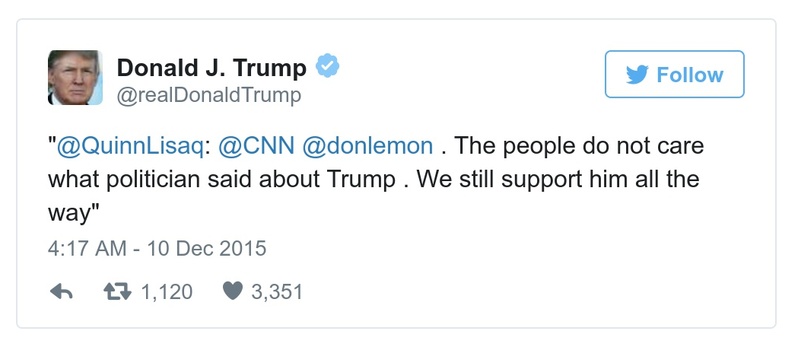 Donald J. Trump
@realDonaldTrump
Follow
"@QuinnLisaq: @CNN @donlemon . The people do not care
what politician said about Trump . We still support him all the
way"
4:17 AM - 10 Dec 2015
1,120 3,351